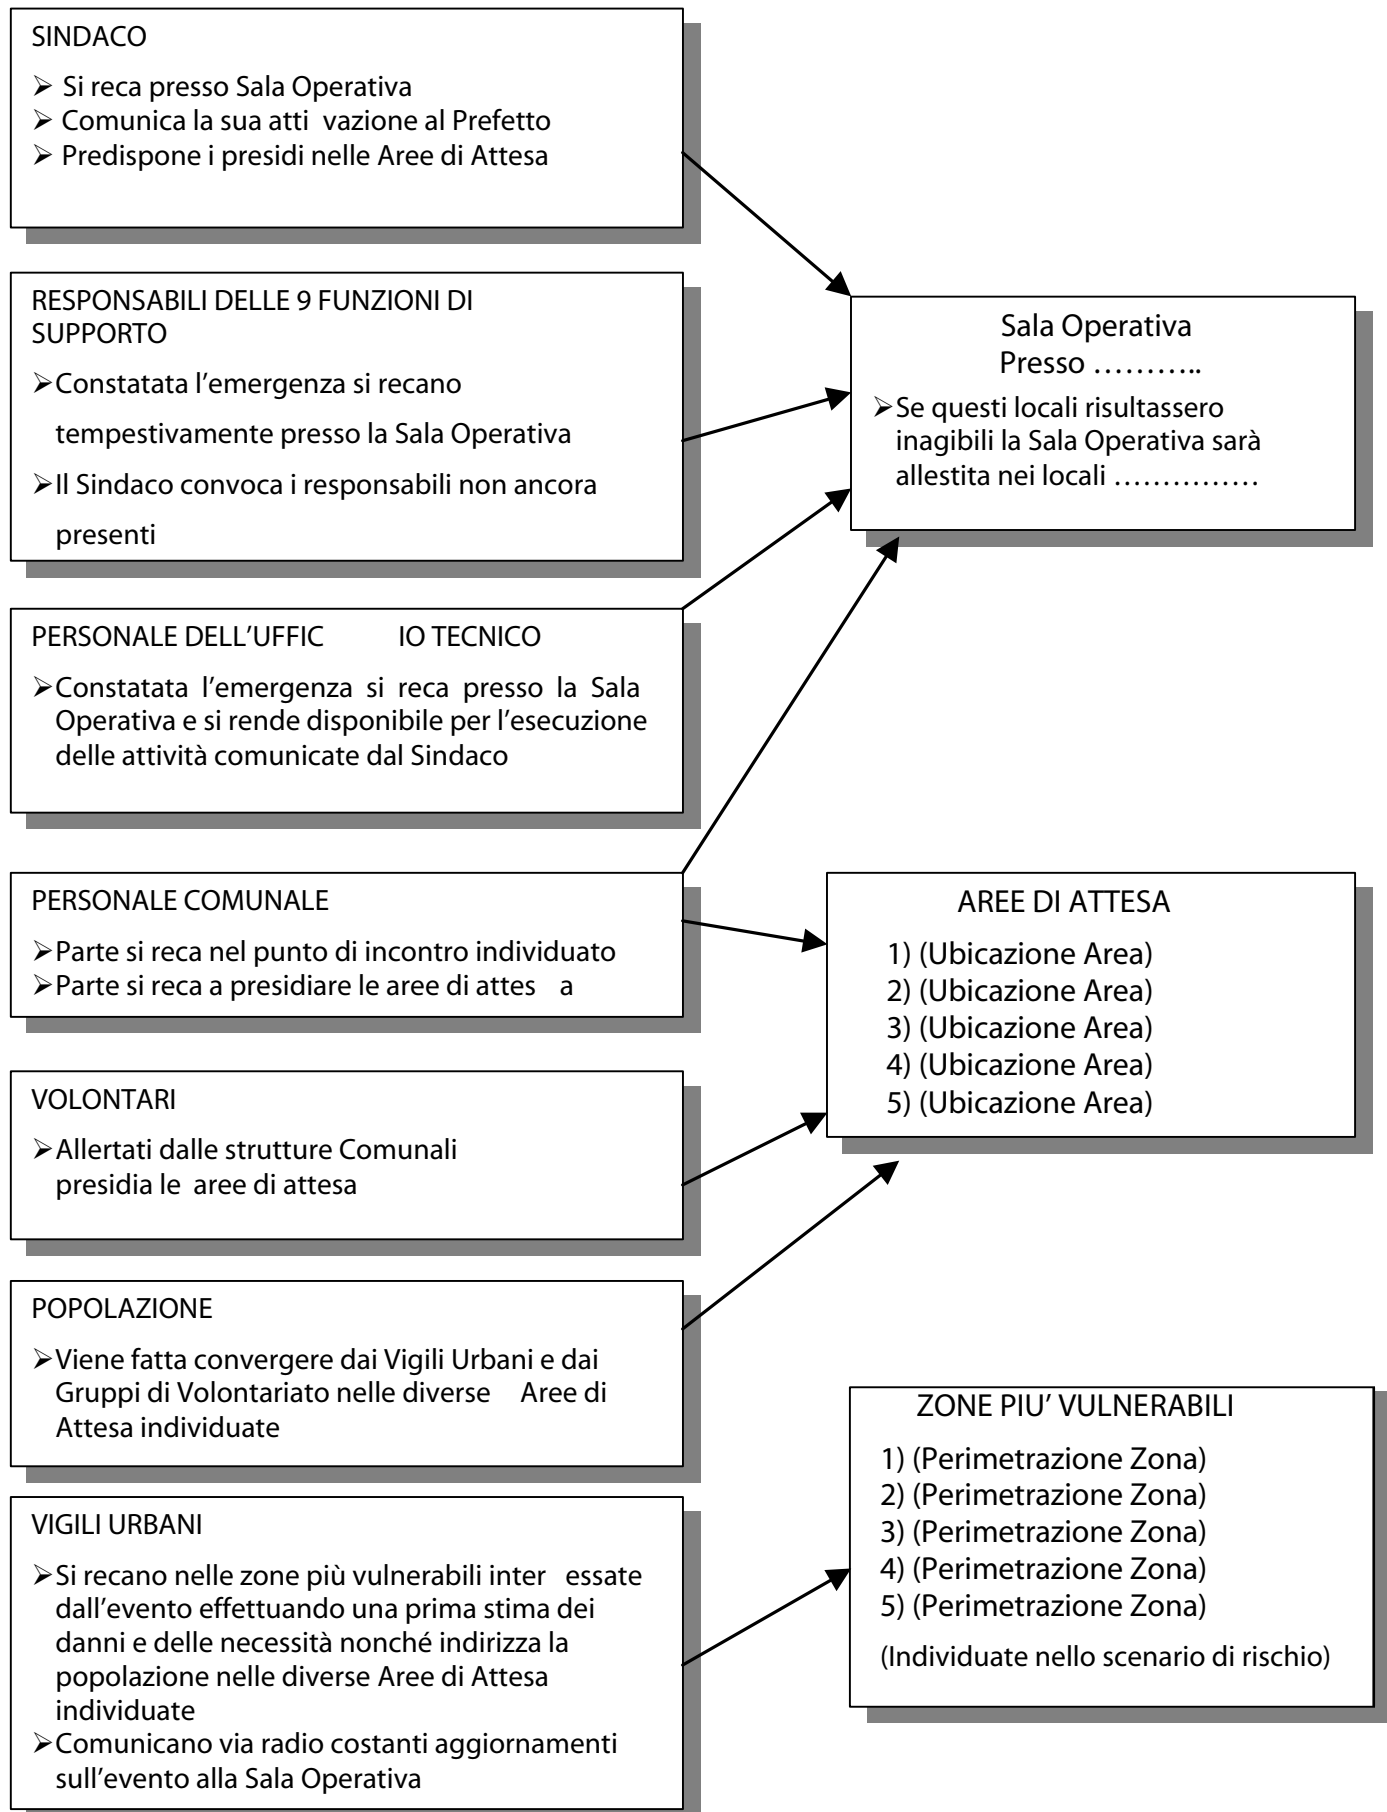 SINDACO
➢ Si reca presso Sala Operativa
➢ Comunica la sua atti vazione al Prefetto
➢ Predispone i presidi nelle Aree di Attesa
RESPONSABILI DELLE 9 FUNZIONI DI
SUPPORTO
➢Constatata l’emergenza si recano
tempestivamente presso la Sala Operativa
➢Il Sindaco convoca i responsabili non ancora
presenti
Sala Operativa
Presso ………..
➢Se questi locali risultassero
inagibili la Sala Operativa sarà
allestita nei locali ……………
PERSONALE DELL’UFFIC IO TECNICO
➢Constatata l’emergenza si reca presso la Sala
Operativa e si rende disponibile per l’esecuzione
delle attività comunicate dal Sindaco
PERSONALE COMUNALE
➢Parte si reca nel punto di incontro individuato
➢Parte si reca a presidiare le aree di attes a
AREE DI ATTESA
1) (Ubicazione Area)
2) (Ubicazione Area)
3) (Ubicazione Area)
4) (Ubicazione Area)
5) (Ubicazione Area)
VOLONTARI
➢Allertati dalle strutture Comunali
presidia le aree di attesa
POPOLAZIONE
➢Viene fatta convergere dai Vigili Urbani e dai
Gruppi di Volontariato nelle diverse Aree di
Attesa individuate
ZONE PIU’ VULNERABILI
1) (Perimetrazione Zona)
2) (Perimetrazione Zona)
3) (Perimetrazione Zona)
4) (Perimetrazione Zona)
5) (Perimetrazione Zona)
(Individuate nello scenario di rischio)
VIGILI URBANI
➢Si recano nelle zone più vulnerabili inter essate
dall’evento effettuando una prima stima dei
danni e delle necessità nonché indirizza la
popolazione nelle diverse Aree di Attesa
individuate
➢Comunicano via radio costanti aggiornamenti
sull’evento alla Sala Operativa